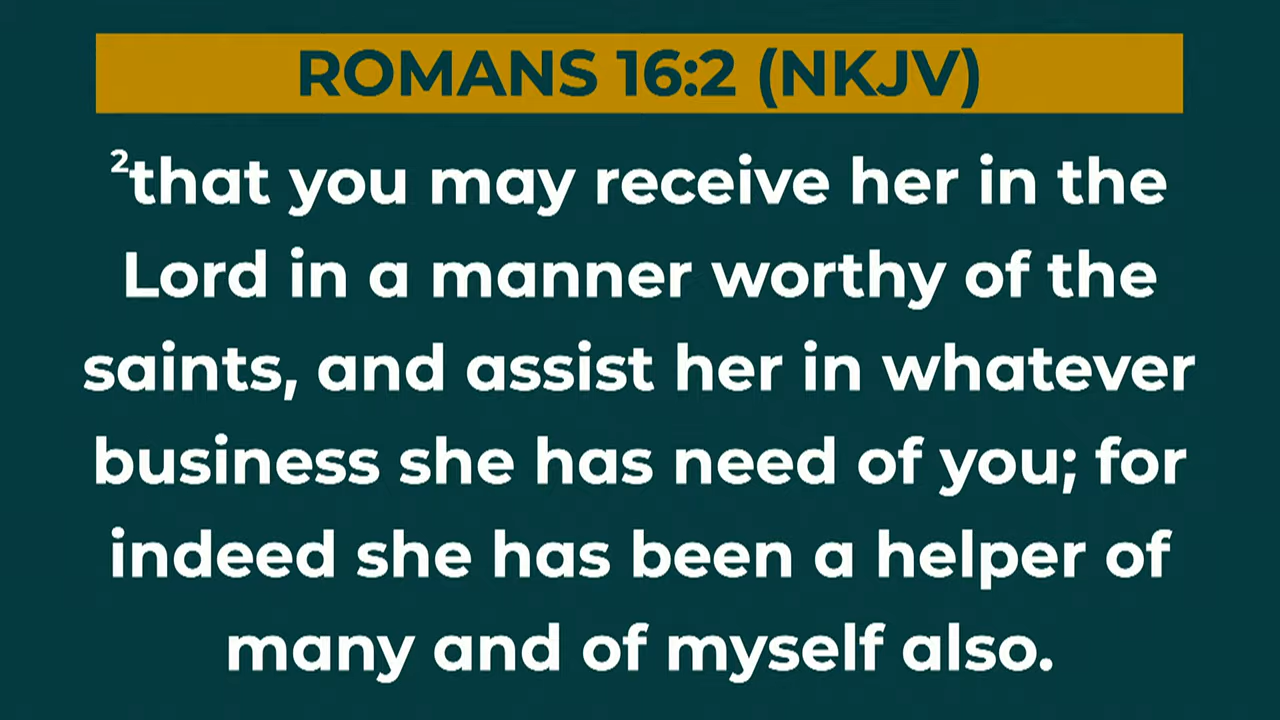 ROMANS 16:2 (NKJV)
²that you may receive her in the
Lord in a manner worthy of the
saints, and assist her in whatever
business she has need of you; for
indeed she has been a helper of
many and of myself also.